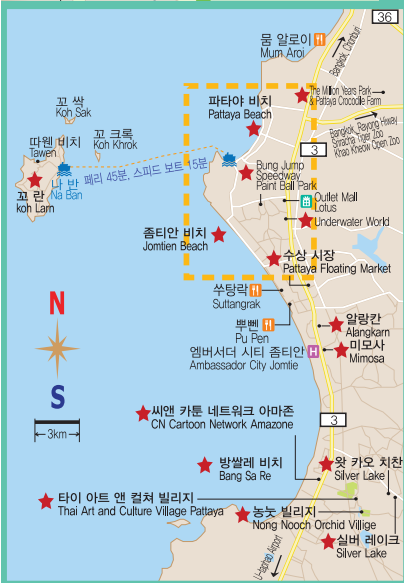 36
뭄 알로이
Mum Aroi
Bangkok, Chonburi
꼬 싹
Koh Sak
The Million Years Park
& Pattaya Crocodile Farm
파타야 비치
Pattaya Beach
꼬 크록
Koh Khrok
Bangkok, Rayong Hiway
Sriracha Tiger Zoo
Khao Kheow Open Zoo
따웬 비치
Tawen
3
페리 45분, 스피드 보트 15분
나 반
Na Ban
꼬 란
koh Larn
Bung Jump
Speedway
Paint Ball Park
Outlet Mall
Lotus
Underwater World
좀티안 비치
Jomtien Beach
수상 시장
Pattaya Floating Market
쑤탕락
Suttangrak
N
S
3km
뿌뻰
Pu Pen
알랑칸
Alangkarn
엠버서더 시티 좀티안
Ambassador City Jomtie
H
미모사
Mimosa
씨앤 카툰 네트워크 아마존
CN Cartoon Network Amazone
3
방쌀레 비치
Bang Sa Re
왓 카오 치찬
Silver Lake
타이 아트 앤 컬쳐 빌리지
Thai Art and Culture Village Pattaya
농눗 빌리지
Nong Nooch Orchid Villige
실버 레이크
Silver Lake
U-tapao Airport